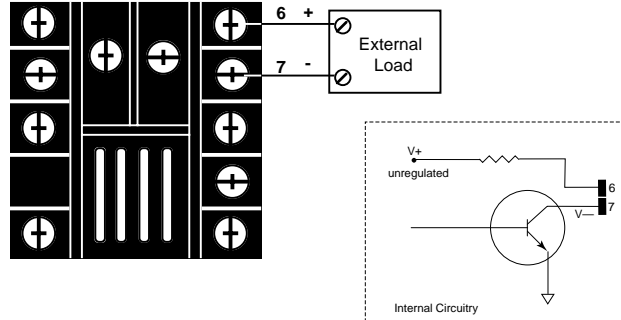 6 +
7 -
External
Load
V+
unregulated
6
7
V—
Internal Circuitry